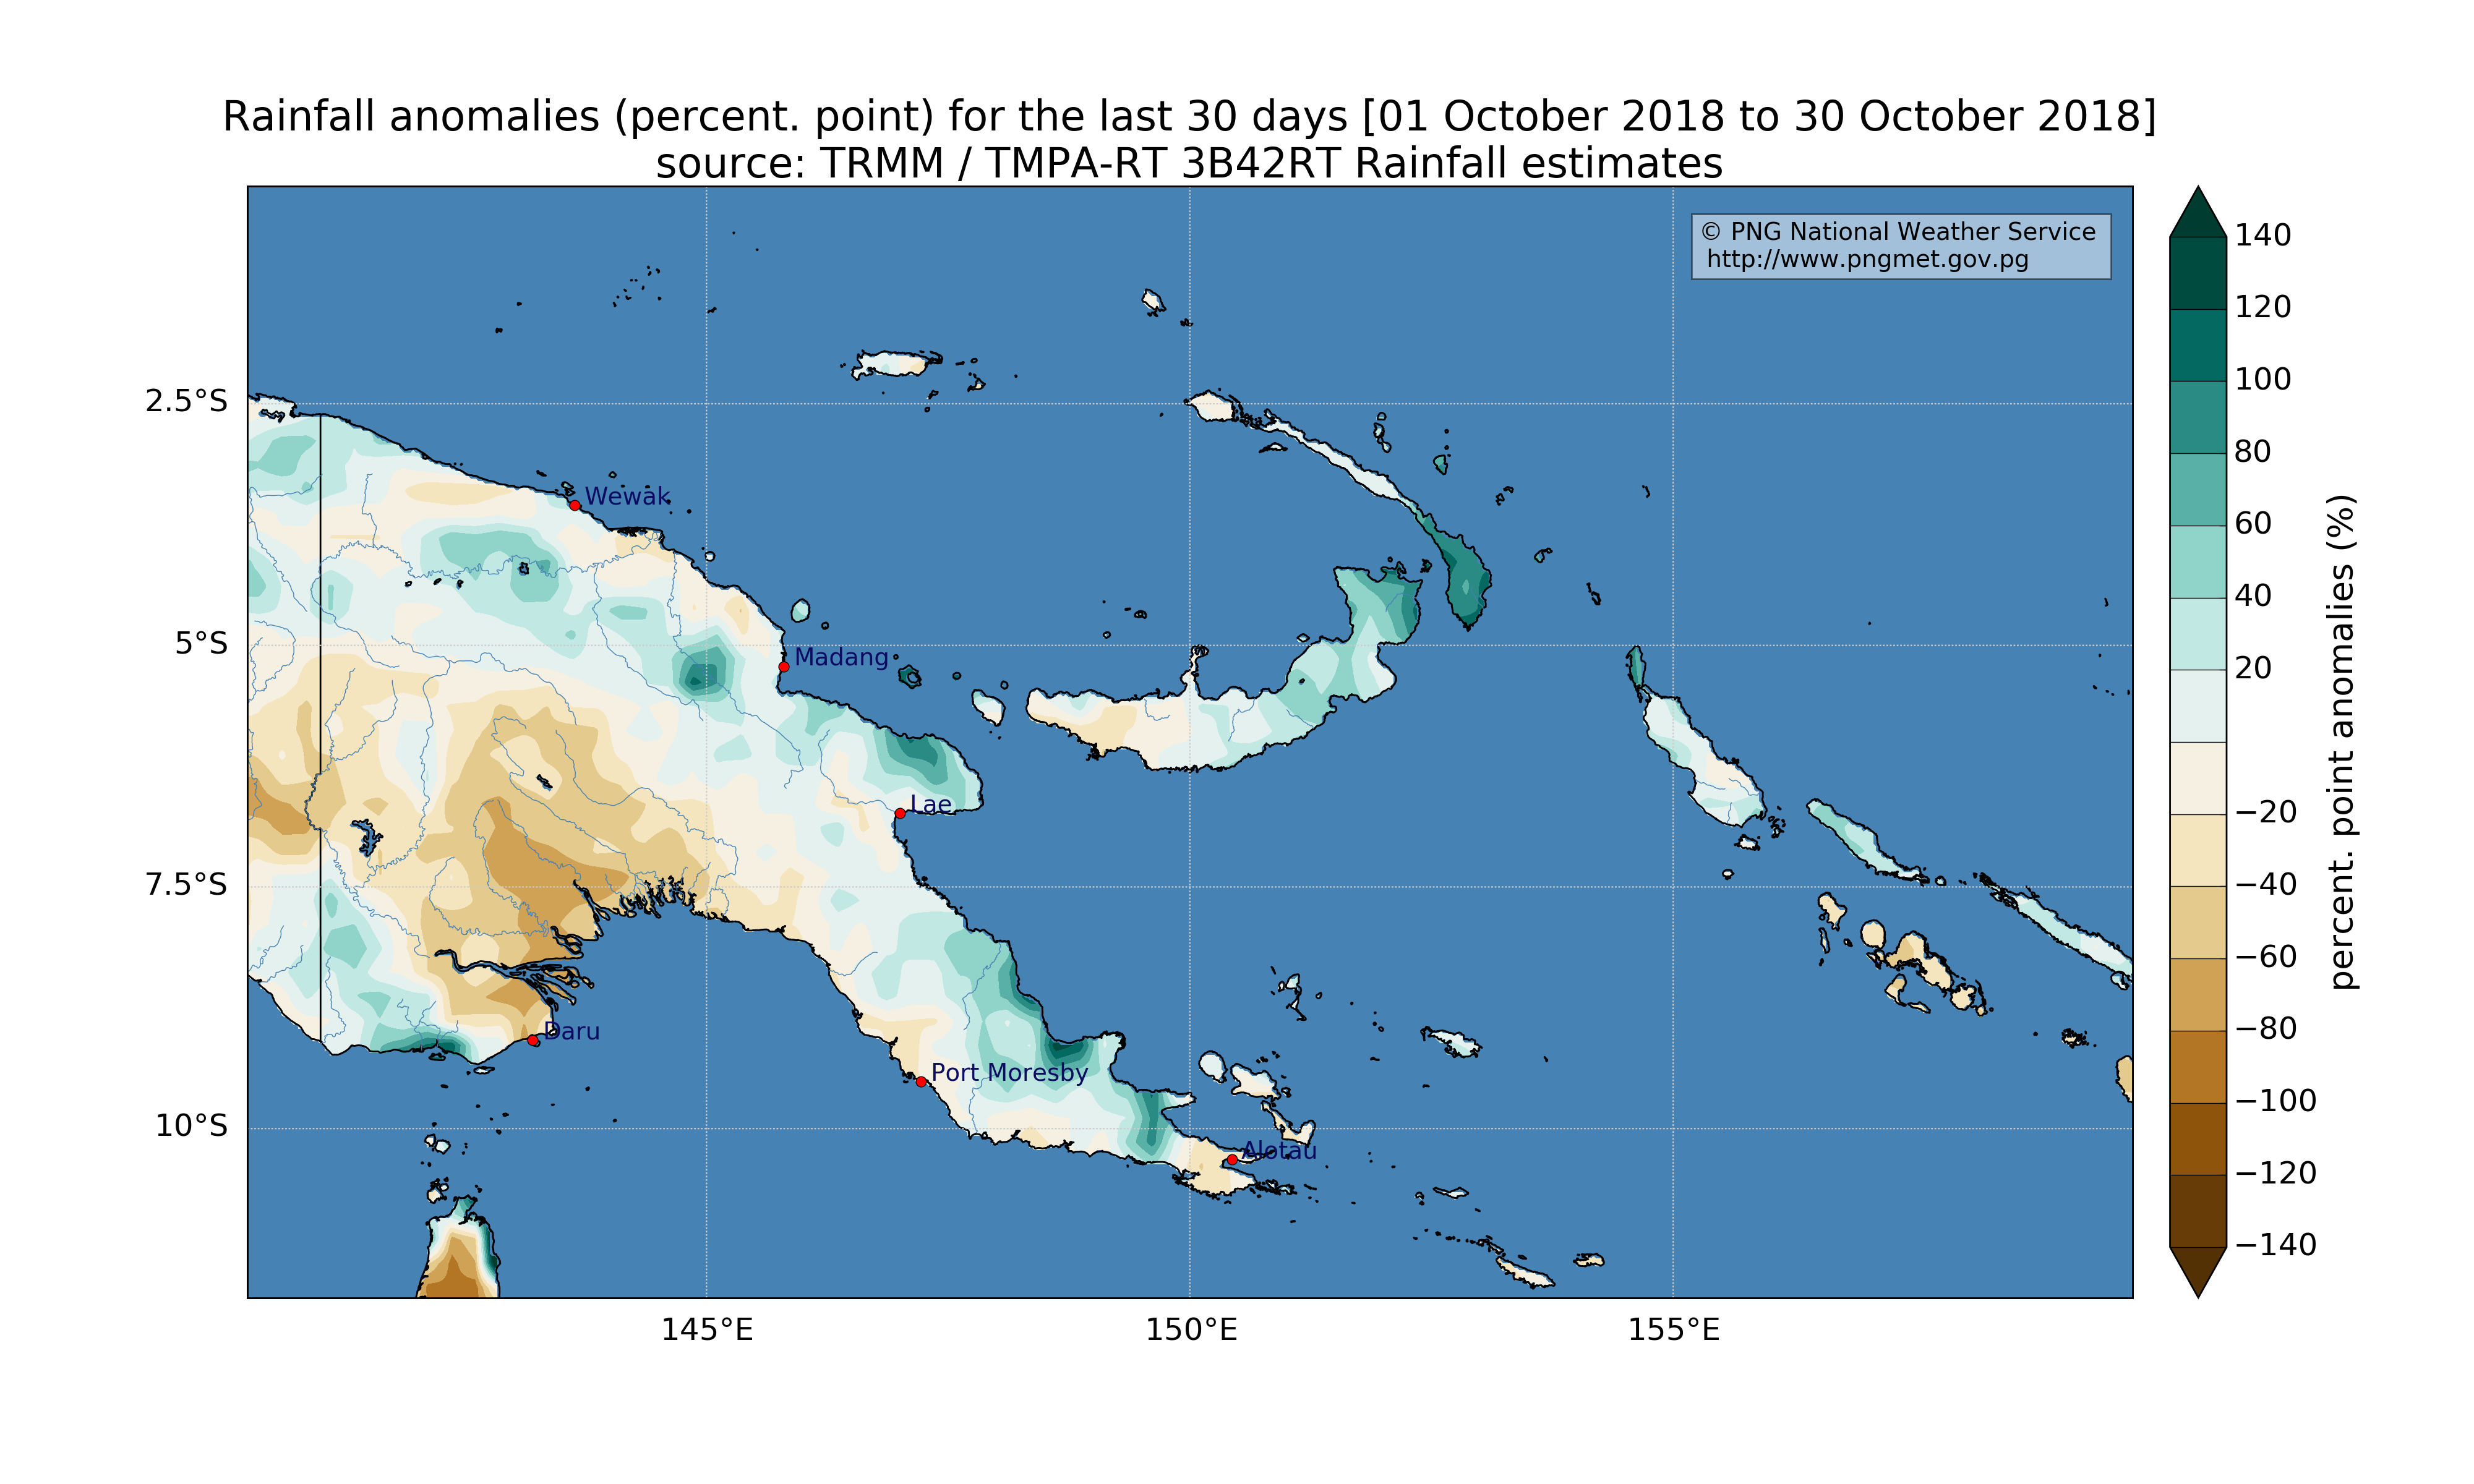 Rainfall anomalies (percent. point) for the last 30 days [01 October 2018 to 30 October 2018]
source: TRMM / TMPA-RT 3B42RT Rainfall estimates
© PNG National Weather Service
http://www.pngmet.gov.pg
2.5°S
5°S
7.5°S
10°S
Wewak
Madang
Lae
Daru
Port Moresby
Alotau
145°E
150°E
155°E
140
120
100
80
60
40
20
−20
−40
−60
−80
−100
−120
−140
percent. point anomalies (%)